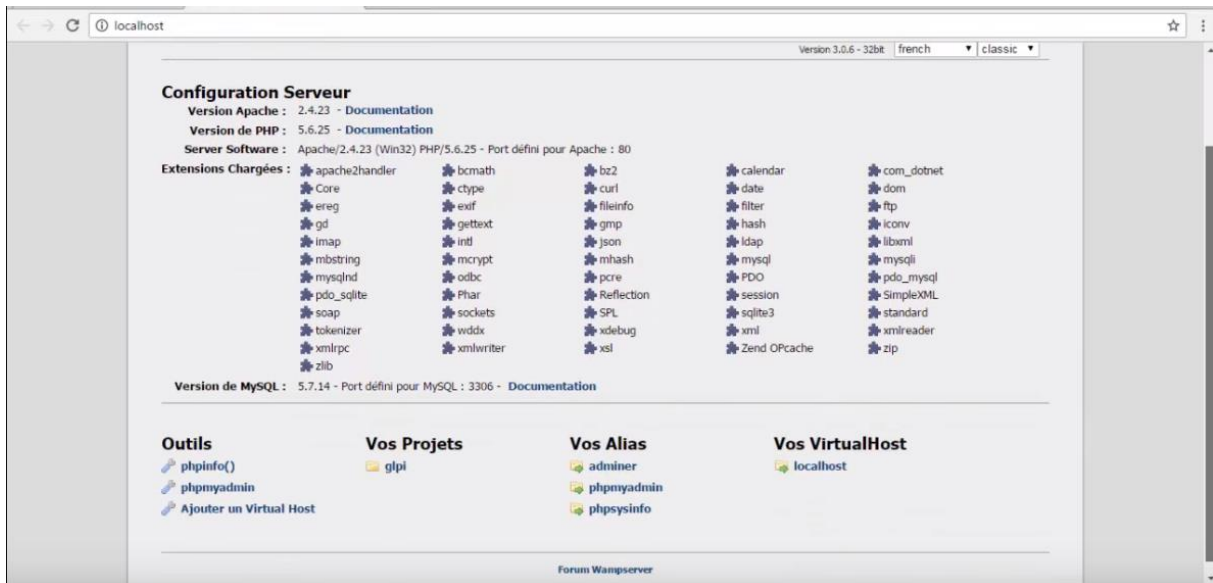 localhost
Version 3.0.6 - 32bit french classic
Configuration Serveur
Version Apache : 2.4.23 - Documentation
Version de PHP : 5.6.25 - Documentation
Server Software : Apache/2.4.23 (Win32) PHP/5.6.25 - Port défini pour Apache : 80
Extensions Chargées : apache2handler bcmath bz2 calendar com_dotnet
Core ctype curl date dom
ereg exif fileinfo filter ftp
gd gettext gmp hash iconv
imap intl json ldap libxml
mbstring mcrypt mhash mysql mysqli
mysqlnd odbc pcre PDO pdo_mysql
pdo_sqlite Phar Reflection session SimpleXML
soap sockets SPL sqlite3 standard
tokenizer wddx xdebug xml xmlreader
xmlrpc xmlwriter xsl Zend OPcache zip
zlib
Version de MySQL : 5.7.14 - Port défini pour MySQL : 3306 - Documentation
Outils Vos Projets Vos Alias Vos VirtualHost
phpinfo() glpi adminer localhost
phpmyadmin phpmyadmin
Ajouter un Virtual Host phpsysinfo
Forum Wampserver